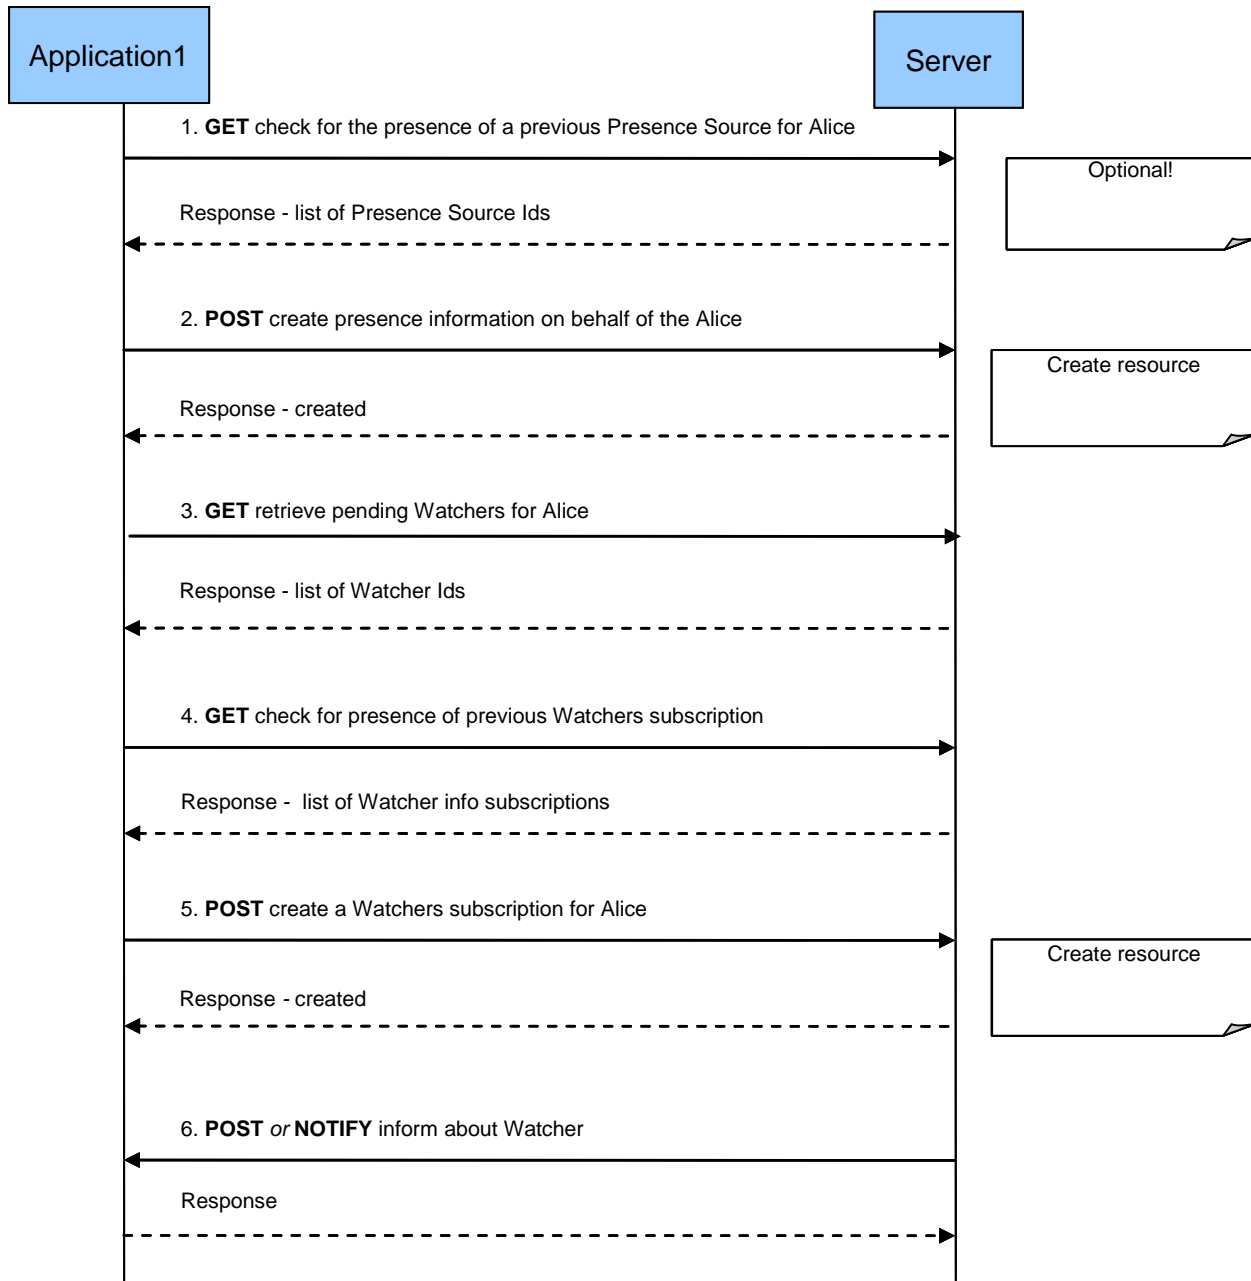 Application1
Server
1. GET check for the presence of a previous Presence Source for Alice
Optional!
Response - list of Presence Source Ids
2. POST create presence information on behalf of the Alice
Create resource
Response - created
3. GET retrieve pending Watchers for Alice
Response - list of Watcher Ids
4. GET check for presence of previous Watchers subscription
Response -  list of Watcher info subscriptions
5. POST create a Watchers subscription for Alice
Create resource
Response - created
6. POST or NOTIFY inform about Watcher
Response